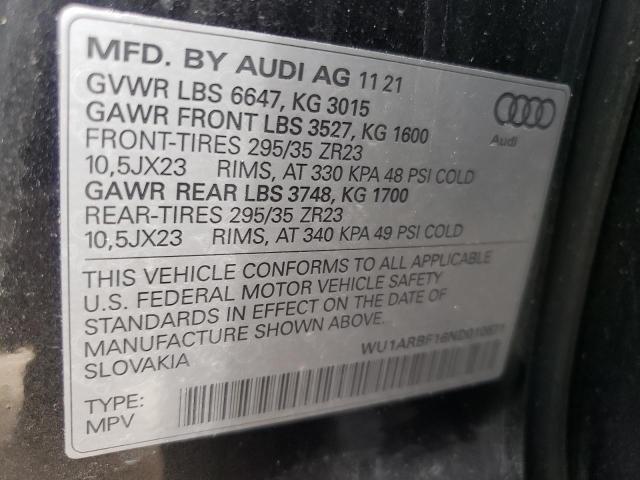 MFD. BY AUDI AG 11 21
GVWR LBS 6647, KG 3015
GAWR FRONT LBS 3527, KG 1600
FRONT-TIRES 295/35 ZR23
10,5JX23 RIMS, AT 330 KPA 48 PSI COLD
GAWR REAR LBS 3748, KG 1700
REAR-TIRES 295/35 ZR23
10,5JX23 RIMS, AT 340 KPA 49 PSI COLD
Audi
THIS VEHICLE CONFORMS TO ALL APPLICABLE
U.S. FEDERAL MOTOR VEHICLE SAFETY
STANDARDS IN EFFECT ON THE DATE OF
MANUFACTURE SHOWN ABOVE.
SLOVAKIA
TYPE:
MPV